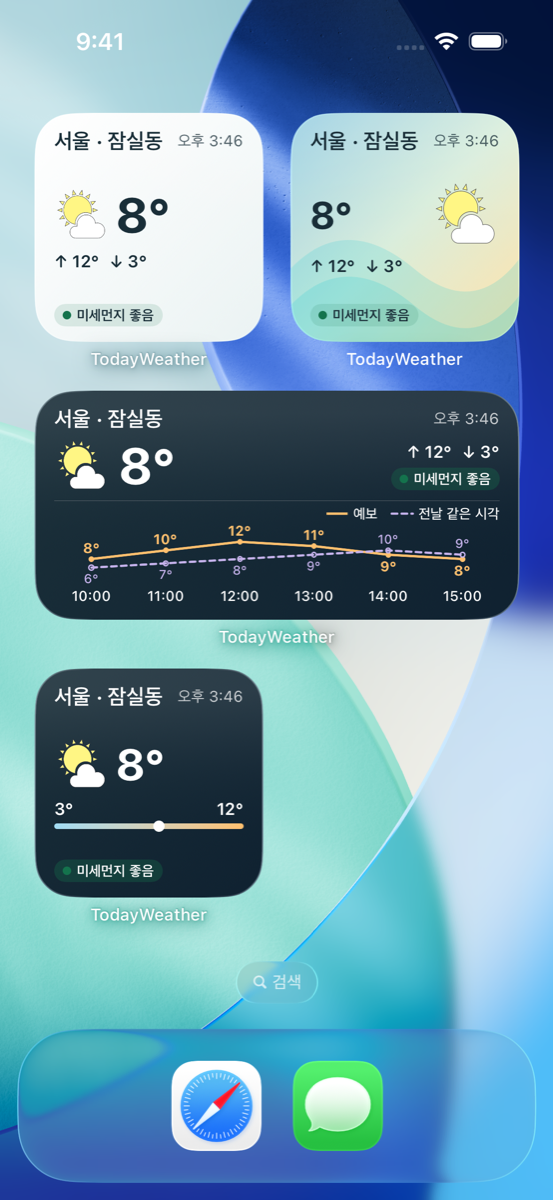 9:41
서울 · 잠실동 오후 3:46
8°
↑ 12° ↓ 3°
미세먼지 좋음
TodayWeather
서울 · 잠실동 오후 3:46
8°
↑ 12° ↓ 3°
미세먼지 좋음
TodayWeather
서울 · 잠실동 오후 3:46
8° ↑ 12° ↓ 3°
미세먼지 좋음
예보 전날 같은 시각
8° 10° 12° 11° 10° 9°
6° 7° 8° 9° 9° 8°
10:00 11:00 12:00 13:00 14:00 15:00
TodayWeather
서울 · 잠실동 오후 3:46
8°
3° 12°
미세먼지 좋음
TodayWeather
검색